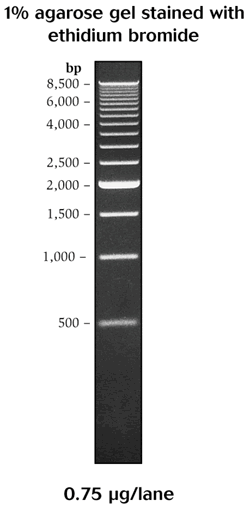 1% agarose gel stained with
ethidium bromide
bp
8,500 –
6,000 –
4,000 –
2,500 –
2,000 –
1,500 –
1,000 –
500 –
0.75 µg/lane